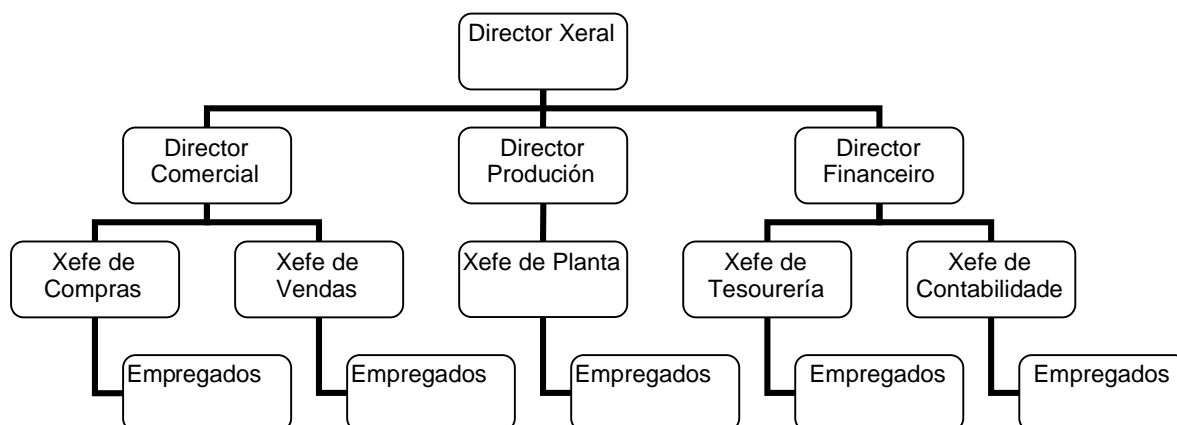 Director Xeral
Director
Comercial
Director
Produción
Director
Financeiro
Xefe de
Compras
Xefe de
Vendas
Xefe de Planta
Xefe de
Tesourería
Xefe de
Contabilidade
Empregados
Empregados
Empregados
Empregados
Empregados